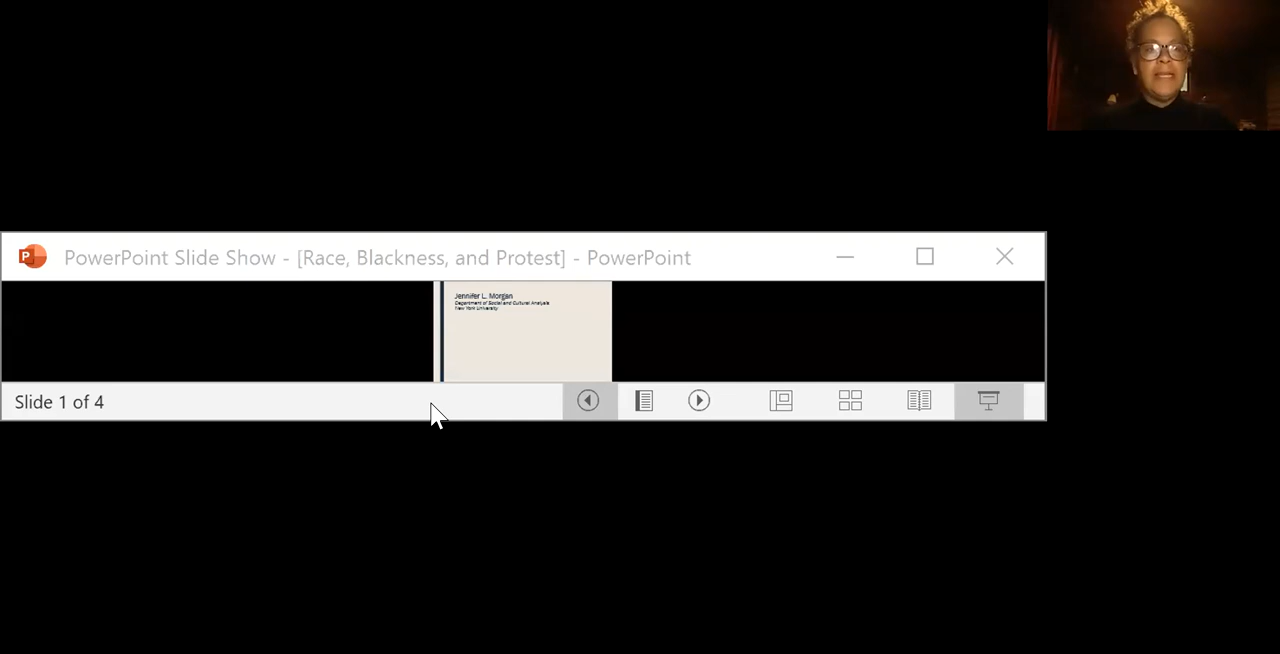 PowerPoint Slide Show - [Race, Blackness, and Protest] - PowerPoint
Jennifer L. Morgan
Department of Social and Cultural Analysis
New York University
Slide 1 of 4